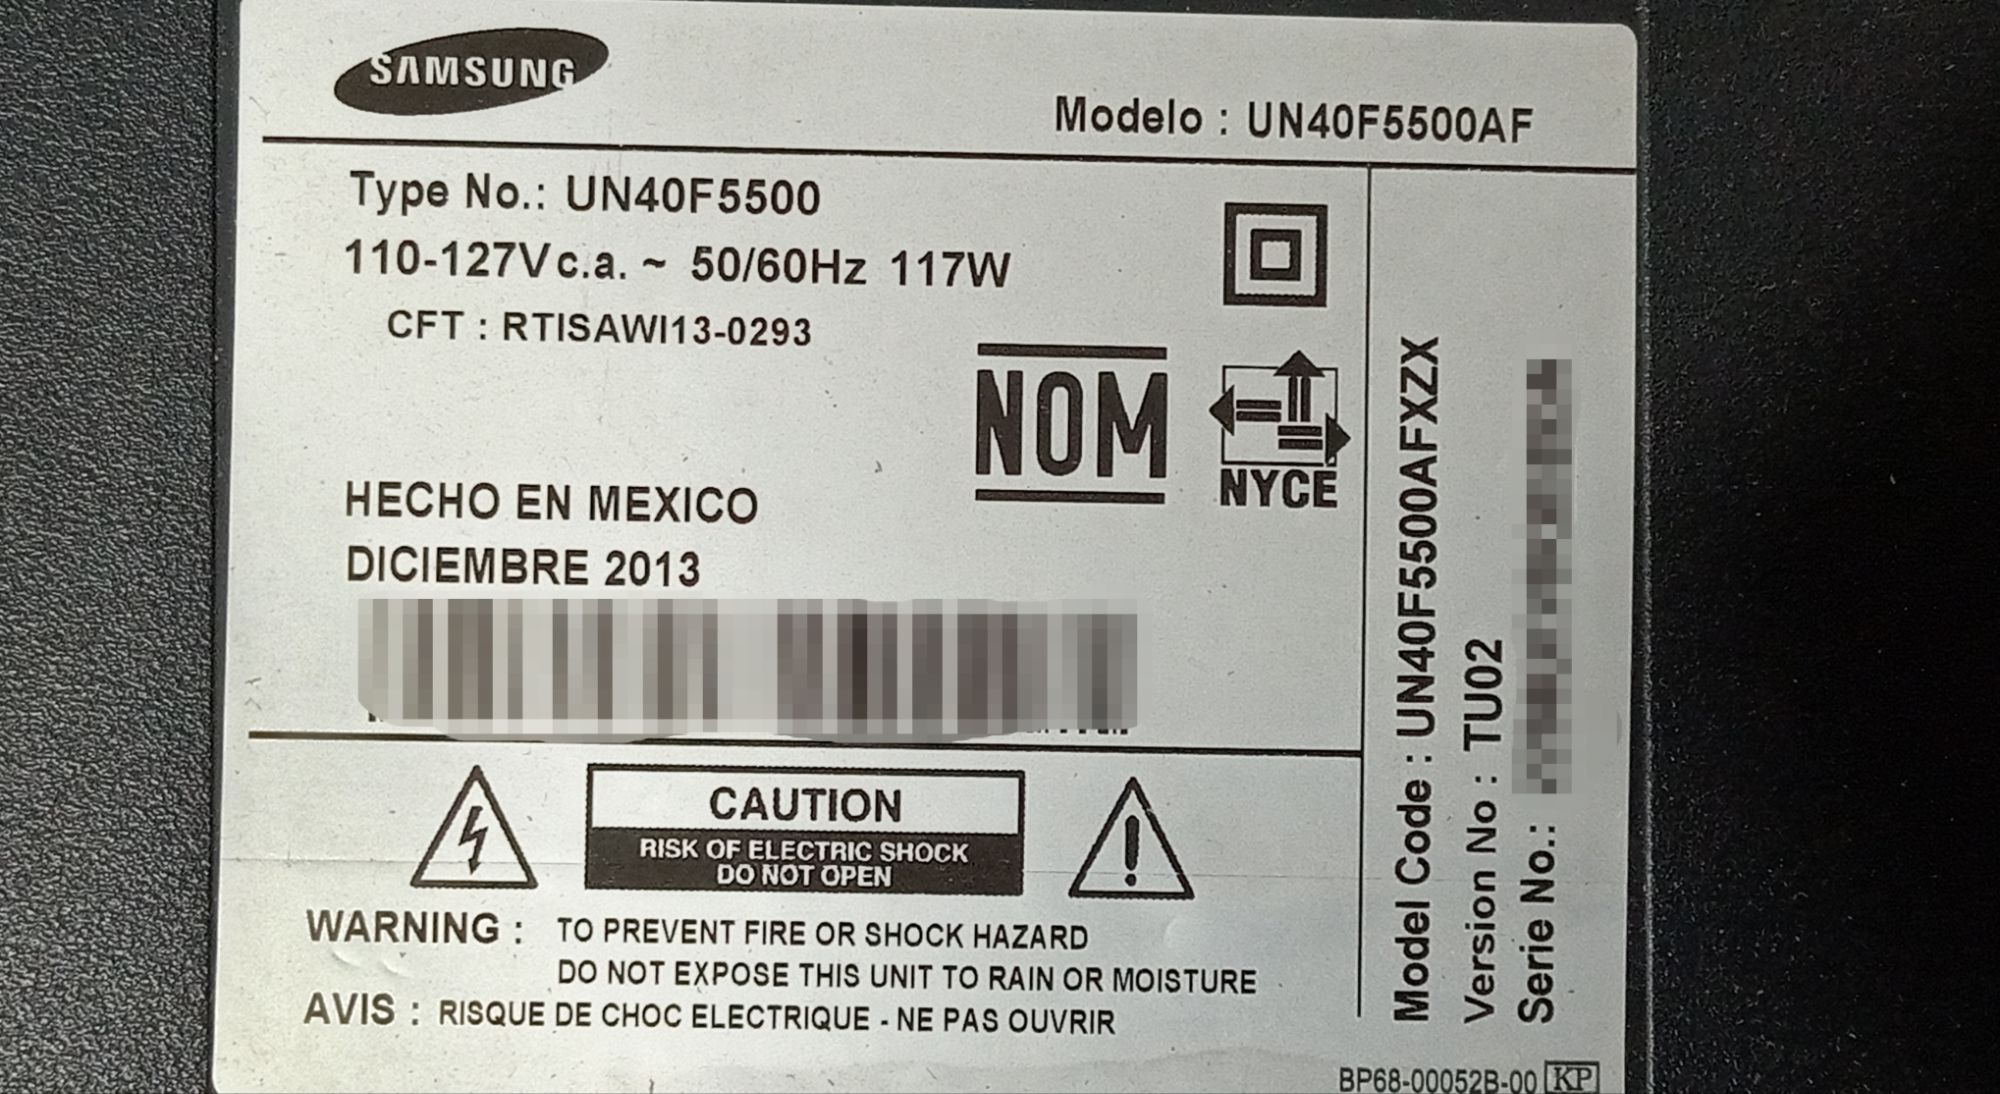 SAMSUNG
Modelo : UN40F5500AF
Type No.: UN40F5500
110-127Vc.a. ~ 50/60Hz 117W
CFT : RTISAWI13-0293
NOM
NYCE
HECHO EN MEXICO
DICIEMBRE 2013
CAUTION
RISK OF ELECTRIC SHOCK
DO NOT OPEN
WARNING : TO PREVENT FIRE OR SHOCK HAZARD
DO NOT EXPOSE THIS UNIT TO RAIN OR MOISTURE
AVIS : RISQUE DE CHOC ELECTRIQUE - NE PAS OUVRIR
Model Code : UN40F5500AFXZX
Version No : TU02
Serie No.:
BP68-00052B-00 KP